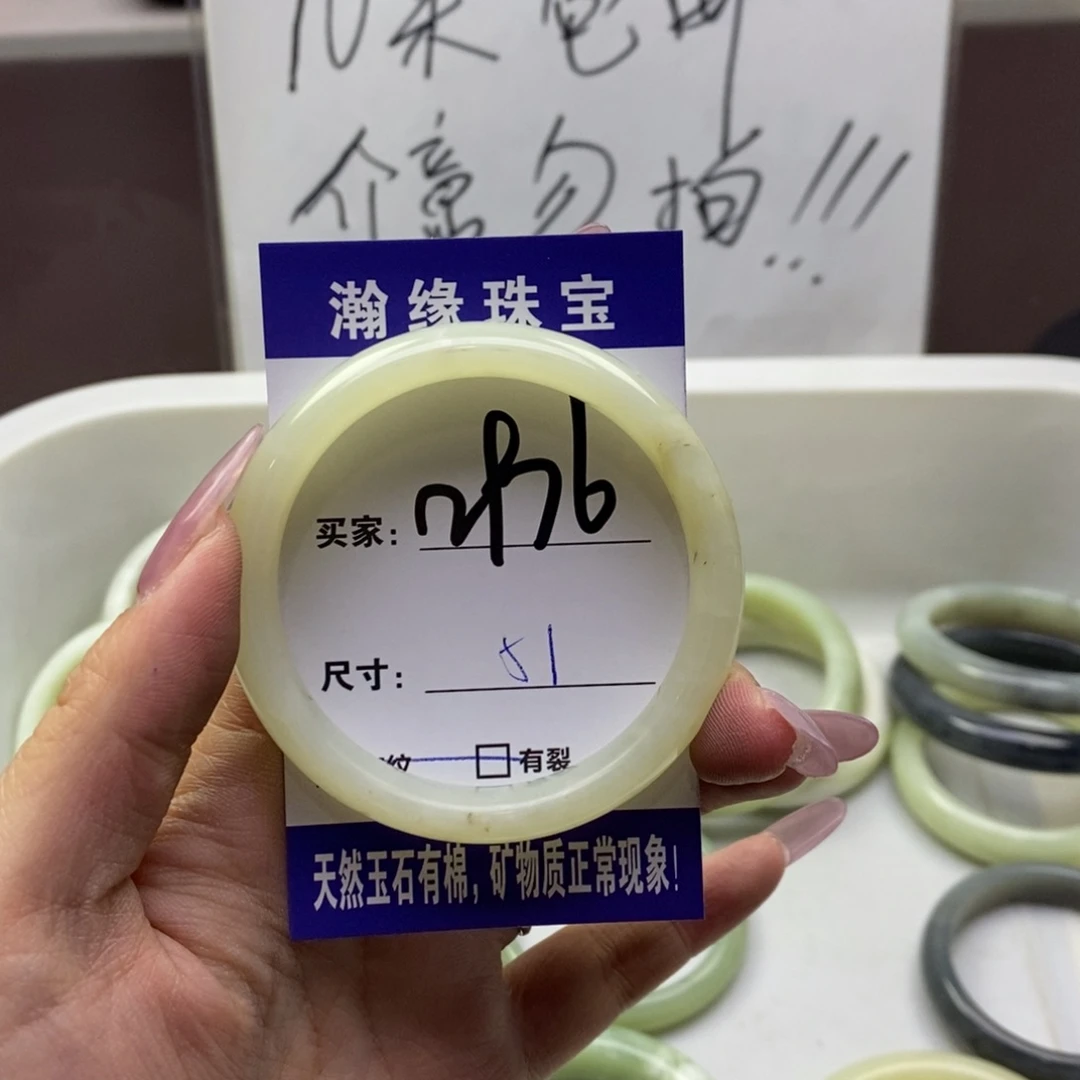 介意勿拍!!!
瀚缘珠宝
买家:
尺寸: 51
纹 有裂
天然玉石有棉,矿物质正常现象!